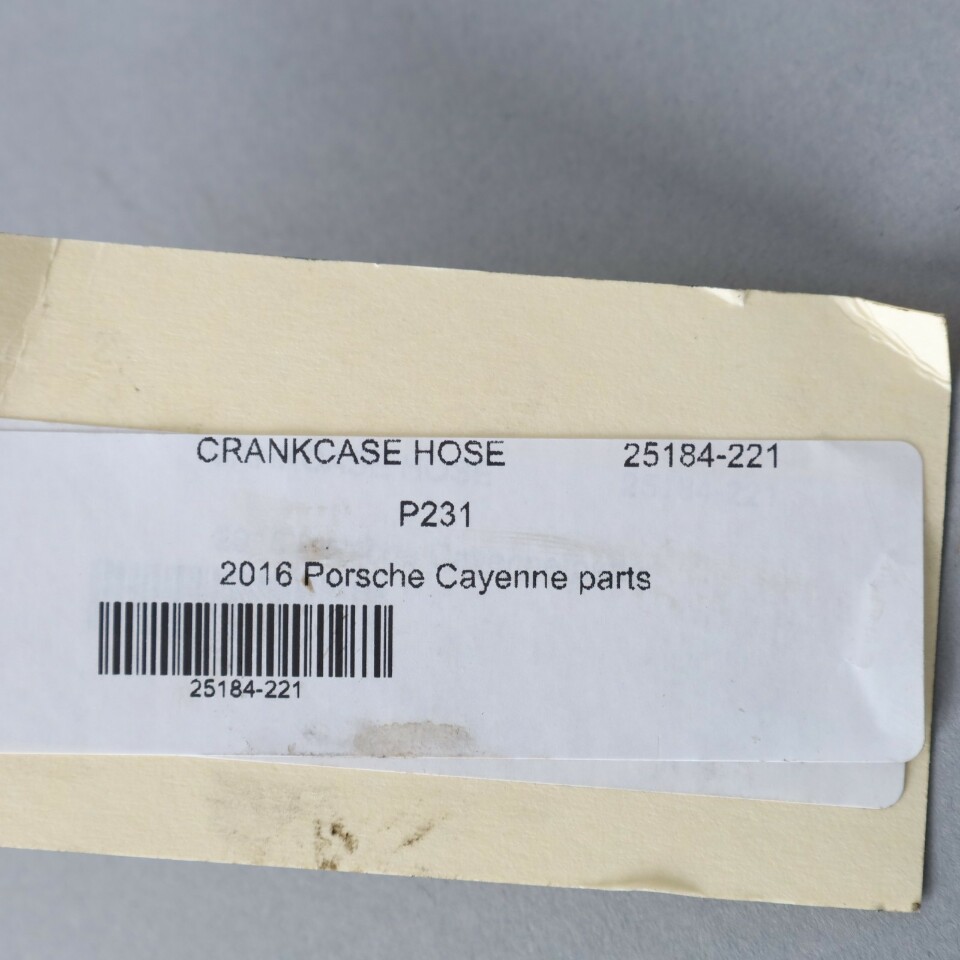 CRANKCASE HOSE 25184-221
P231
2016 Porsche Cayenne parts
25184-221